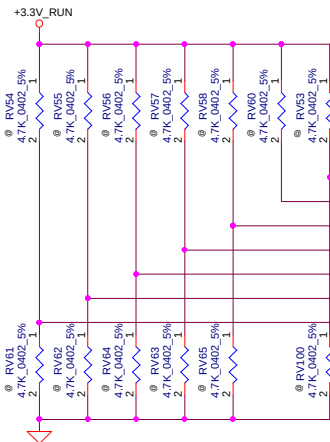 +3.3V_RUN
@ RV54
4.7K_0402_5%
1
2
@ RV55
4.7K_0402_5%
1
2
@ RV56
4.7K_0402_5%
1
2
@ RV57
4.7K_0402_5%
1
2
@ RV58
4.7K_0402_5%
1
2
@ RV60
4.7K_0402_5%
1
2
@ RV53
4.7K_0402_5%
1
2
@ RV61
4.7K_0402_5%
1
2
@ RV62
4.7K_0402_5%
1
2
@ RV64
4.7K_0402_5%
1
2
@ RV63
4.7K_0402_5%
1
2
@ RV65
4.7K_0402_5%
1
2
@ RV100
4.7K_0402_5%
1
2